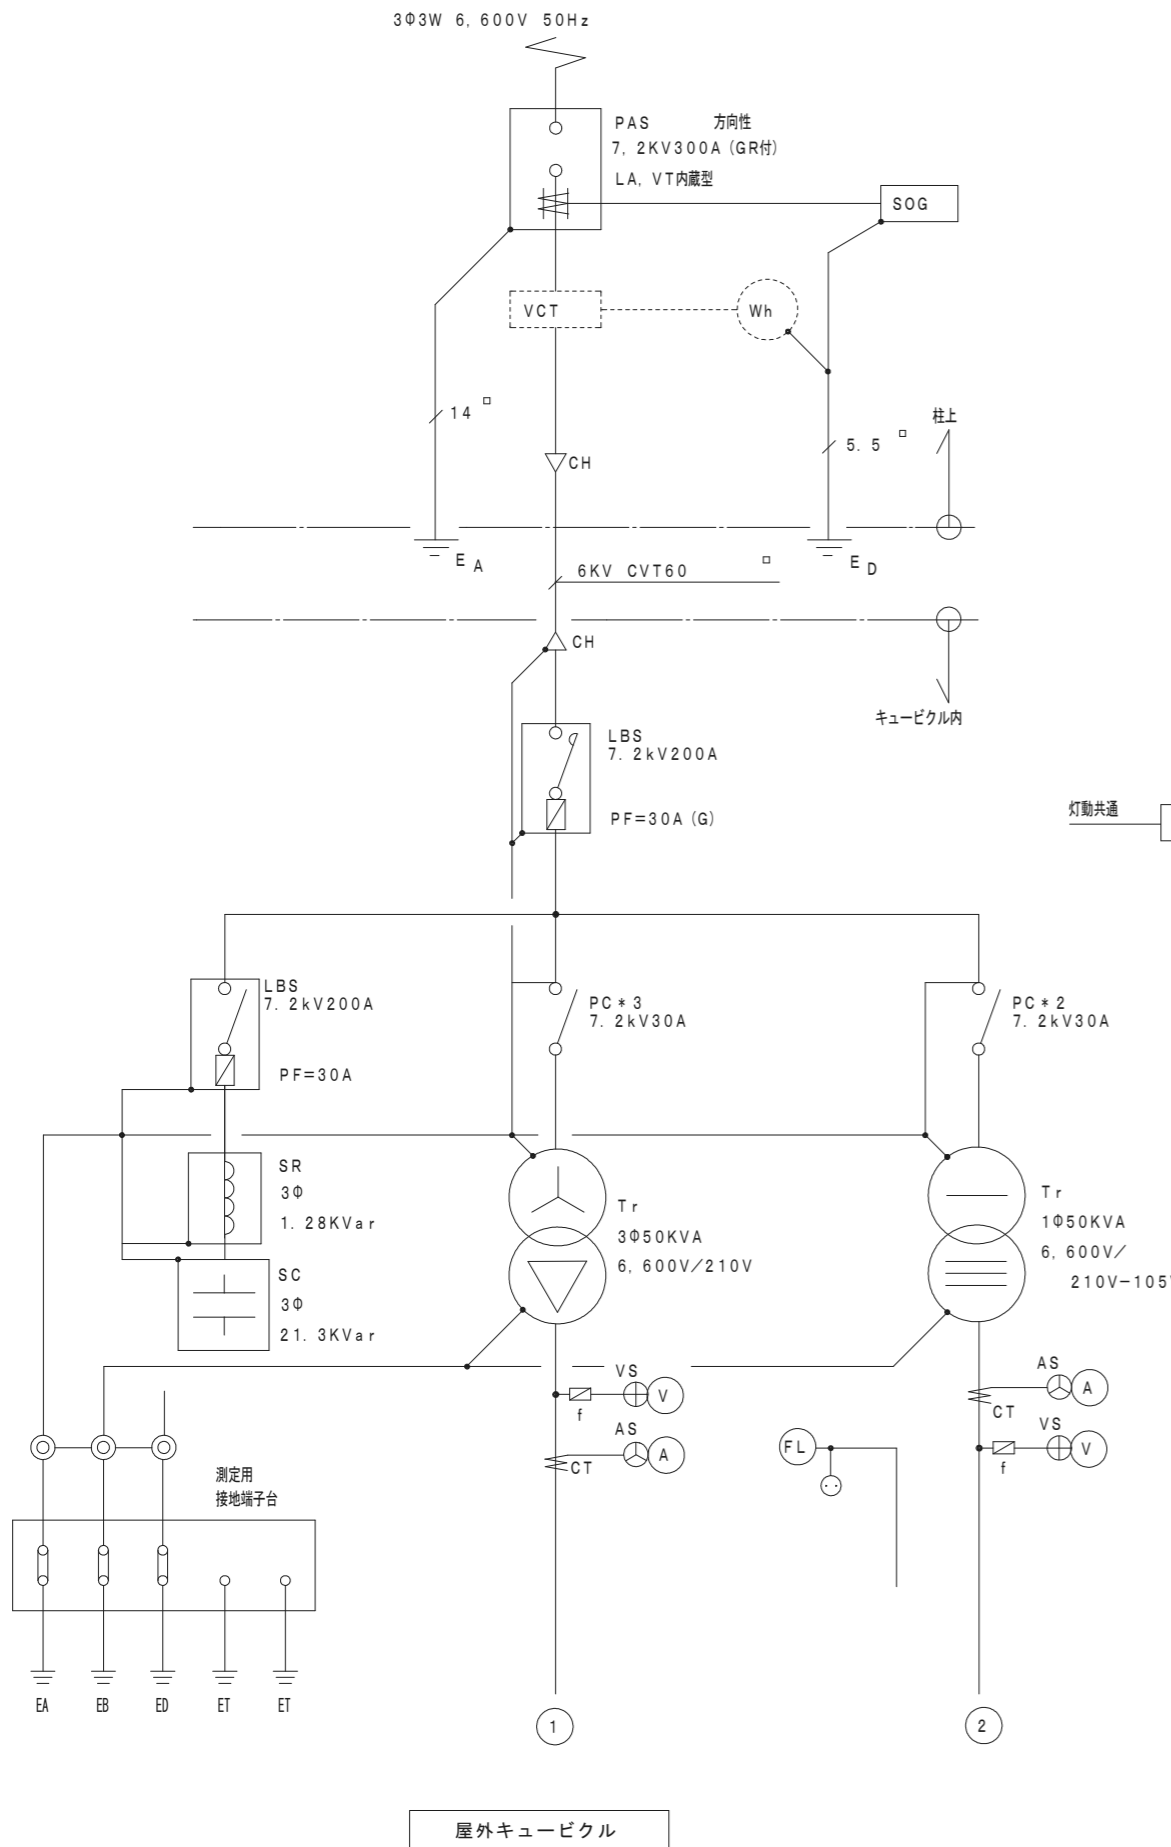 3Φ3W 6,600V 50Hz
PAS 方向性
7,2KV300A(GR付)
LA,VT内蔵型
SOG
VCT
Wh
14□
5.5□
柱上
CH
EA
ED
6KV CVT60□
CH
キュービクル内
LBS
7.2kV200A
PF=30A(G)
灯動共通
LBS
7.2kV200A
PF=30A
PC*3
7.2kV30A
PC*2
7.2kV30A
SR
3Φ
1.28KVar
SC
3Φ
21.3KVar
Tr
3Φ50KVA
6,600V/210V
Tr
1Φ50KVA
6,600V/
210V-105V
VS
V
f
AS
A
CT
AS
A
CT
VS
V
f
FL
測定用
接地端子台
EA EB ED ET ET
1
2
屋外キュービクル